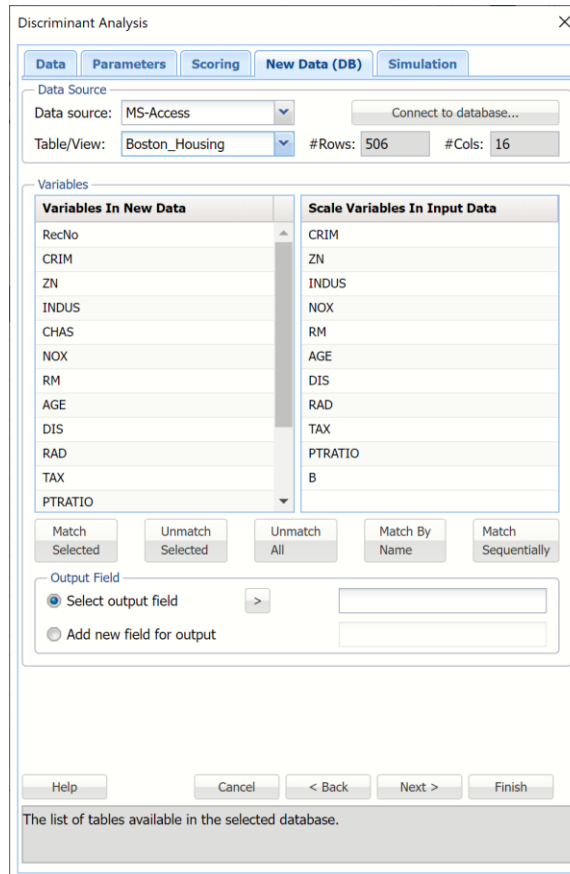 Discriminant Analysis
Data Parameters Scoring New Data (DB) Simulation
Data Source
Data source: MS-Access Connect to database...
Table/View: Boston_Housing #Rows: 506 #Cols: 16
Variables
Variables In New Data Scale Variables In Input Data
RecNo CRIM
CRIM ZN
ZN INDUS
INDUS NOX
CHAS RM
NOX AGE
RM DIS
AGE RAD
DIS TAX
RAD PTRATIO
TAX B
PTRATIO
Match Unmatch Unmatch Match By Match
Selected Selected All Name Sequentially
Output Field
Select output field >
Add new field for output
Help Cancel < Back Next > Finish
The list of tables available in the selected database.